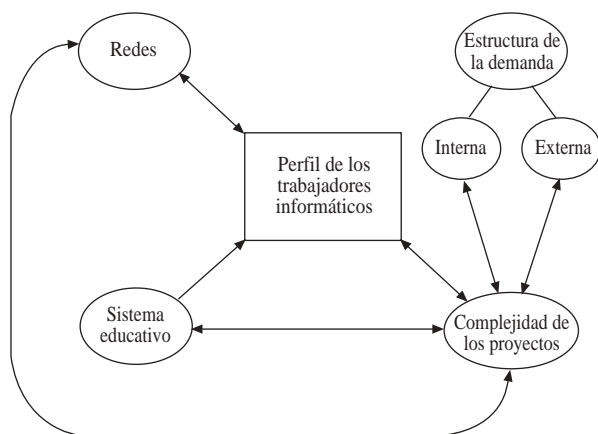 Redes
Estructura de
la demanda
Interna
Externa
Perfil de los
trabajadores
informáticos
Sistema
educativo
Complejidad de
los proyectos